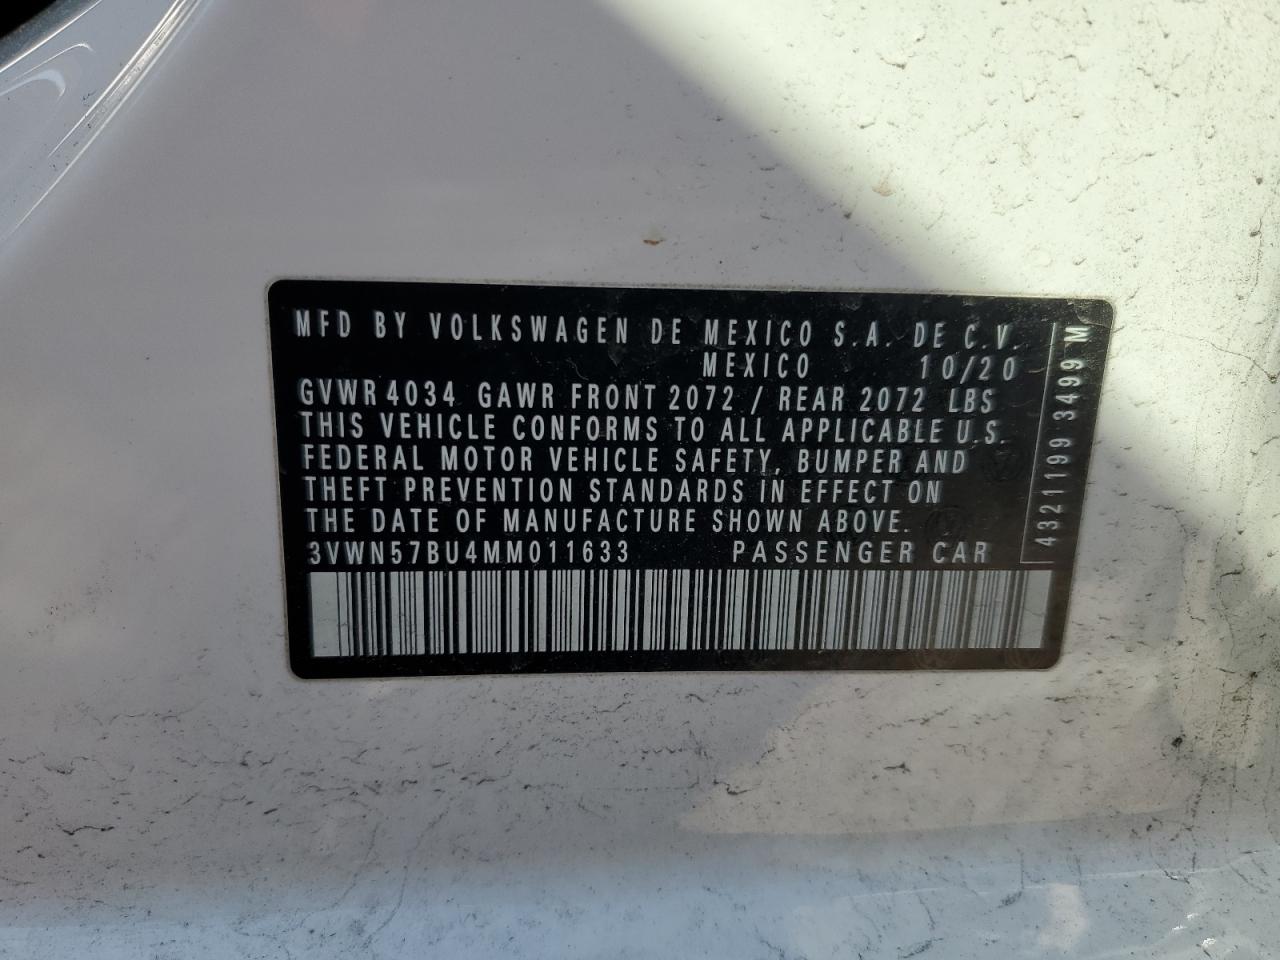 MFD BY VOLKSWAGEN DE MEXICO S.A. DE C.V.
MEXICO 10/20
GVWR 4034 GAWR FRONT 2072 / REAR 2072 LBS
THIS VEHICLE CONFORMS TO ALL APPLICABLE U.S.
FEDERAL MOTOR VEHICLE SAFETY, BUMPER AND
THEFT PREVENTION STANDARDS IN EFFECT ON
THE DATE OF MANUFACTURE SHOWN ABOVE.
3VWN57BU4MM011633 PASSENGER CAR
4321199 3499 M